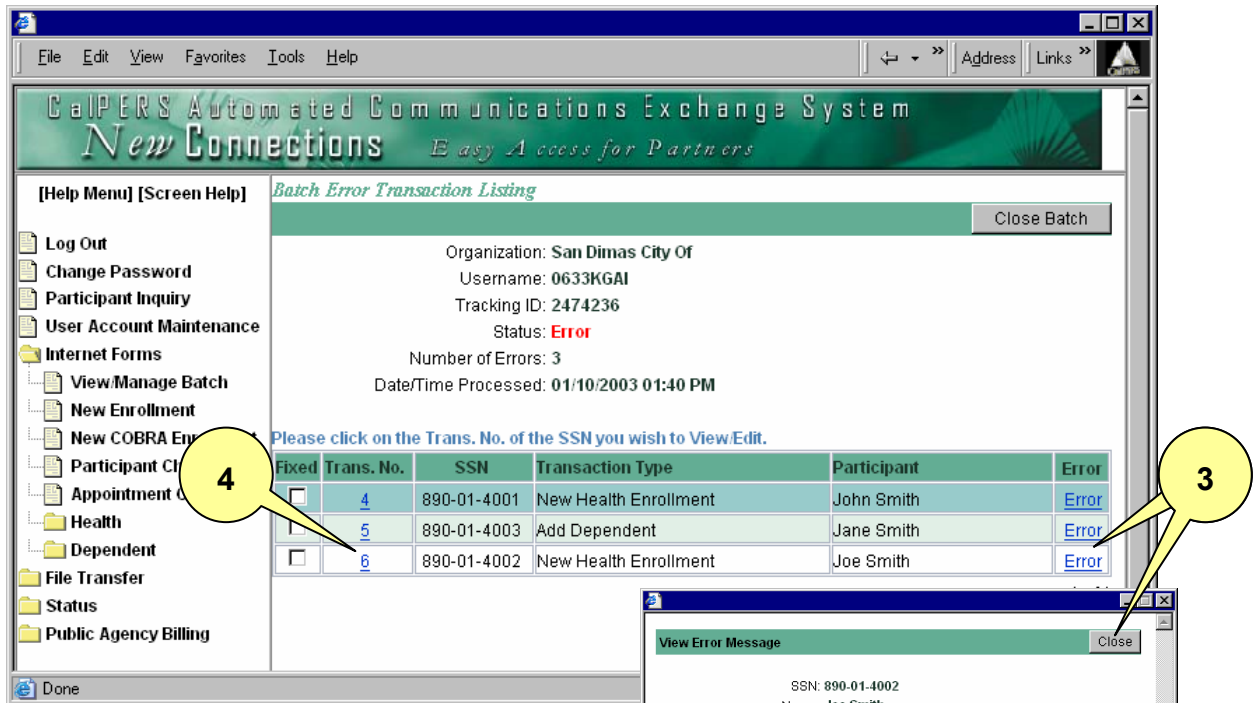 File Edit View Favorites Tools Help » Address Links »
CalPERS
CalPERS Automated Communications Exchange System
New Connections Easy Access for Partners
[Help Menu] [Screen Help]
Log Out
Change Password
Participant Inquiry
User Account Maintenance
Internet Forms
View/Manage Batch
New Enrollment
New COBRA
Participant
Appointment
Health
Dependent
File Transfer
Status
Public Agency Billing
Batch Error Transaction Listing
Close Batch
Organization: San Dimas City Of
Username: 0633KGAI
Tracking ID: 2474236
Status: Error
Number of Errors: 3
Date/Time Processed: 01/10/2003 01:40 PM
Please click on the Trans. No. of the SSN you wish to View/Edit.
Fixed Trans. No. SSN Transaction Type Participant Error
4 890-01-4001 New Health Enrollment John Smith Error
5 890-01-4003 Add Dependent Jane Smith Error
6 890-01-4002 New Health Enrollment Joe Smith Error
4
3
View Error Message Close
SSN: 890-01-4002
Joe Smith
Done